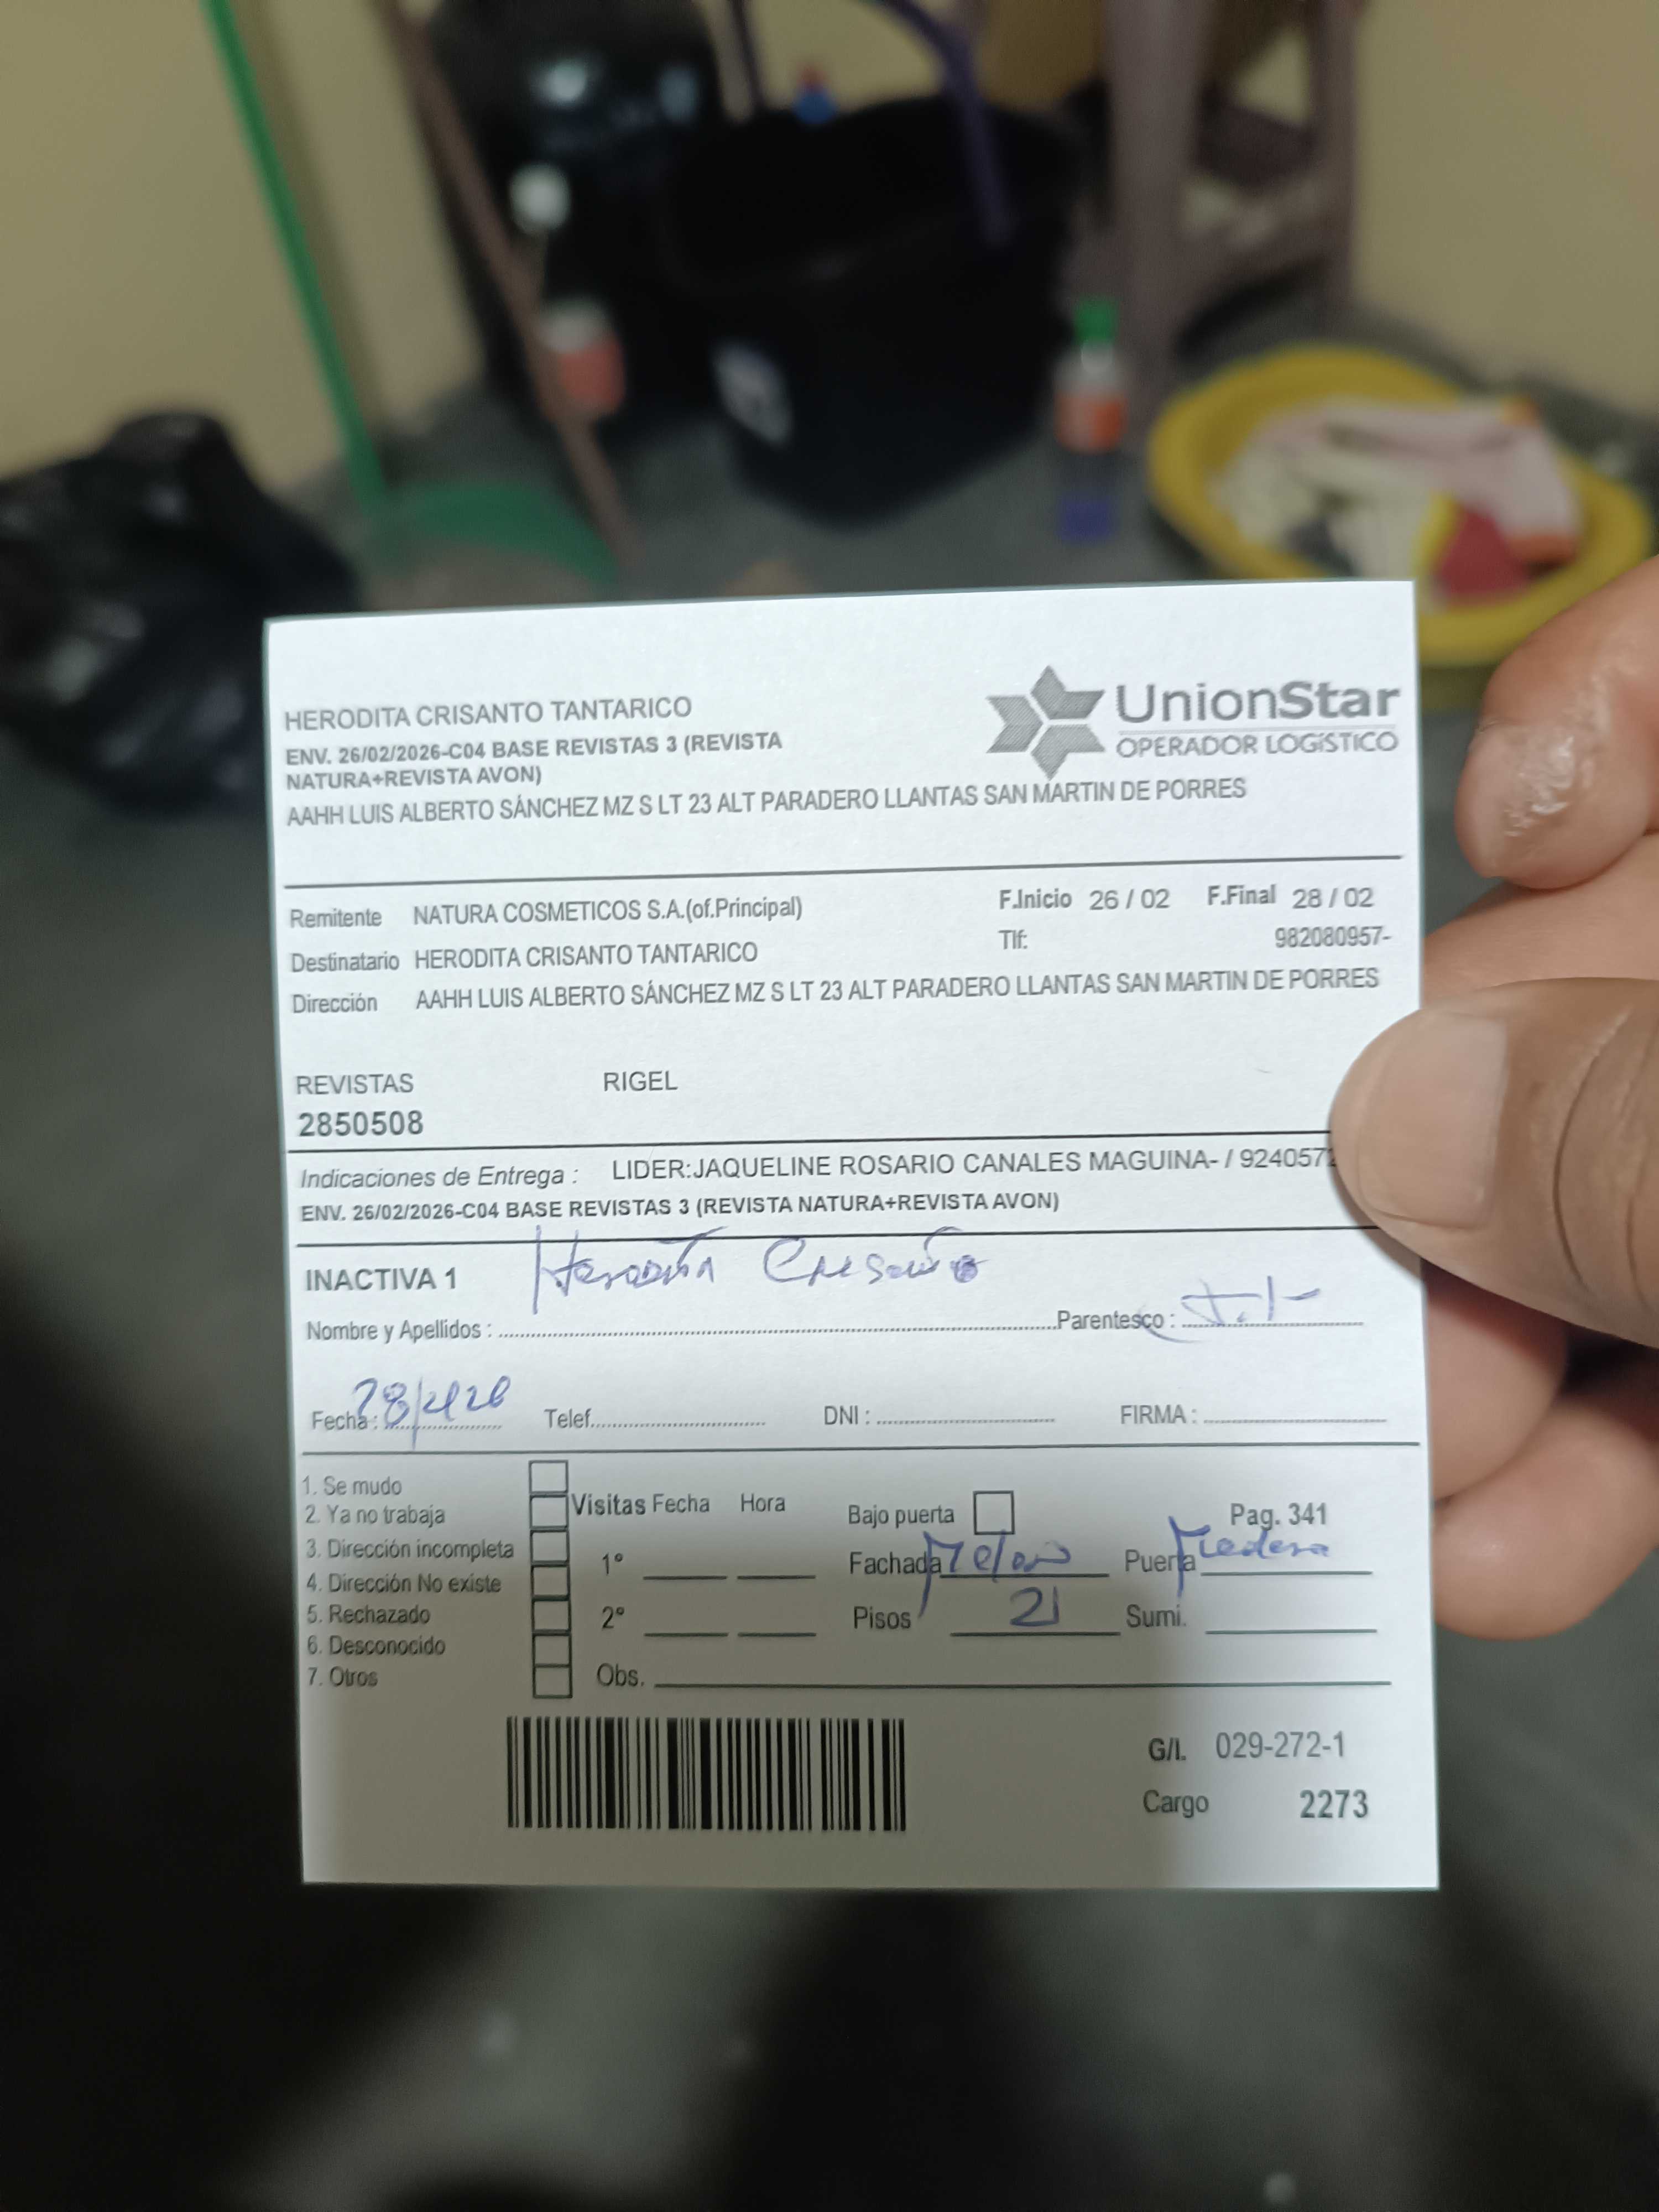 HERODITA CRISANTO TANTARICO
UnionStar
OPERADOR LOGÍSTICO
ENV. 26/02/2026-C04 BASE REVISTAS 3 (REVISTA
NATURA+REVISTA AVON)
AAHH LUIS ALBERTO SÁNCHEZ MZ S LT 23 ALT PARADERO LLANTAS SAN MARTIN DE PORRES
Remitente NATURA COSMETICOS S.A.(of.Principal) F.Inicio 26 / 02 F.Final 28 / 02
Destinatario HERODITA CRISANTO TANTARICO Tlf: 982080957-
Dirección AAHH LUIS ALBERTO SÁNCHEZ MZ S LT 23 ALT PARADERO LLANTAS SAN MARTIN DE PORRES
REVISTAS RIGEL
2850508
Indicaciones de Entrega : LIDER:JAQUELINE ROSARIO CANALES MAGUINA- / 924057
ENV. 26/02/2026-C04 BASE REVISTAS 3 (REVISTA NATURA+REVISTA AVON)
INACTIVA 1
Nombre y Apellidos : Parentesco :
Fecha : Telef. DNI : FIRMA :
1. Se mudo
2. Ya no trabaja
3. Dirección incompleta
4. Dirección No existe
5. Rechazado
6. Desconocido
7. Otros
Visitas Fecha Hora
1°
2°
Obs.
Bajo puerta Pag. 341
Fachada Puerta
Pisos 21 Sumi.
G/I. 029-272-1
Cargo 2273